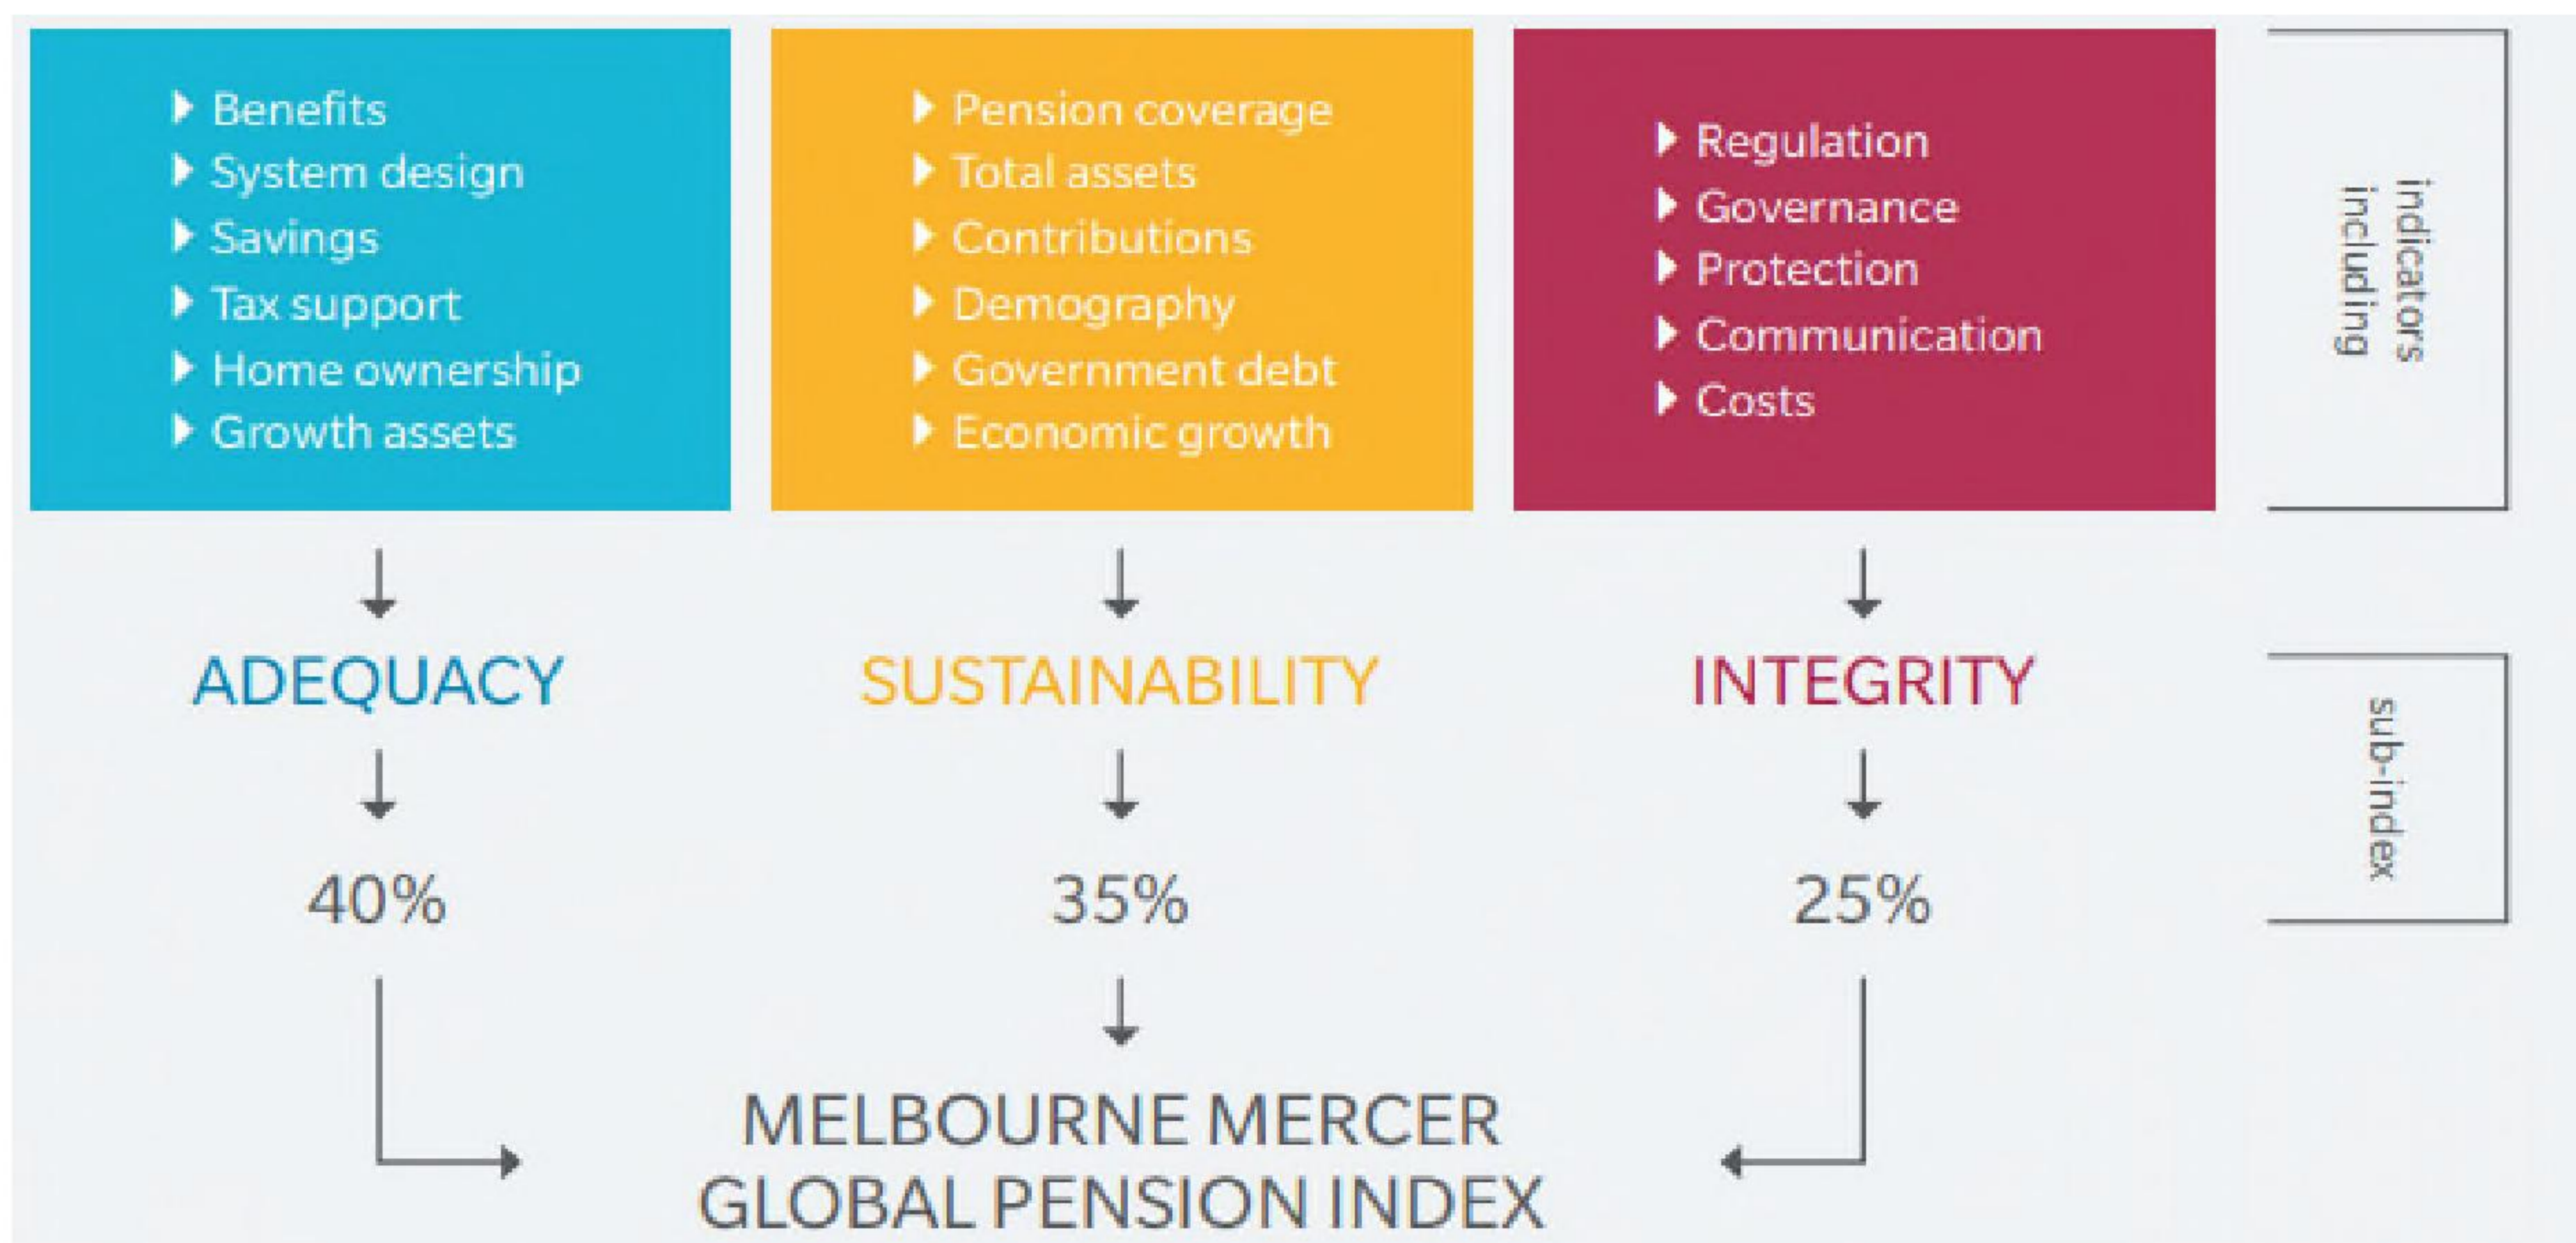 Benefits
System design
Savings
Tax support
Home ownership
Growth assets
Pension coverage
Total assets
Contributions
Demography
Government debt
Economic growth
Regulation
Governance
Protection
Communication
Costs
indicators
including
ADEQUACY
SUSTAINABILITY
INTEGRITY
sub-index
40%
35%
25%
MELBOURNE MERCER
GLOBAL PENSION INDEX